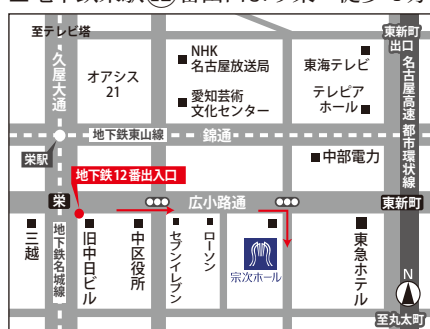 至テレビ塔
東新町
出口
久屋大通
オアシス
21
■NHK
名古屋放送局
■愛知芸術
文化センター
東海テレビ
テレピア
ホール■
名古屋高速 都市環状線
地下鉄東山線
錦通
栄駅
■中部電力
地下鉄12番出入口
栄
広小路通
東新町
三越
地下鉄名城線
旧中日ビル
中区役所
セブンイレブン
ローソン
宗次ホール
東急ホテル
N
至丸太町